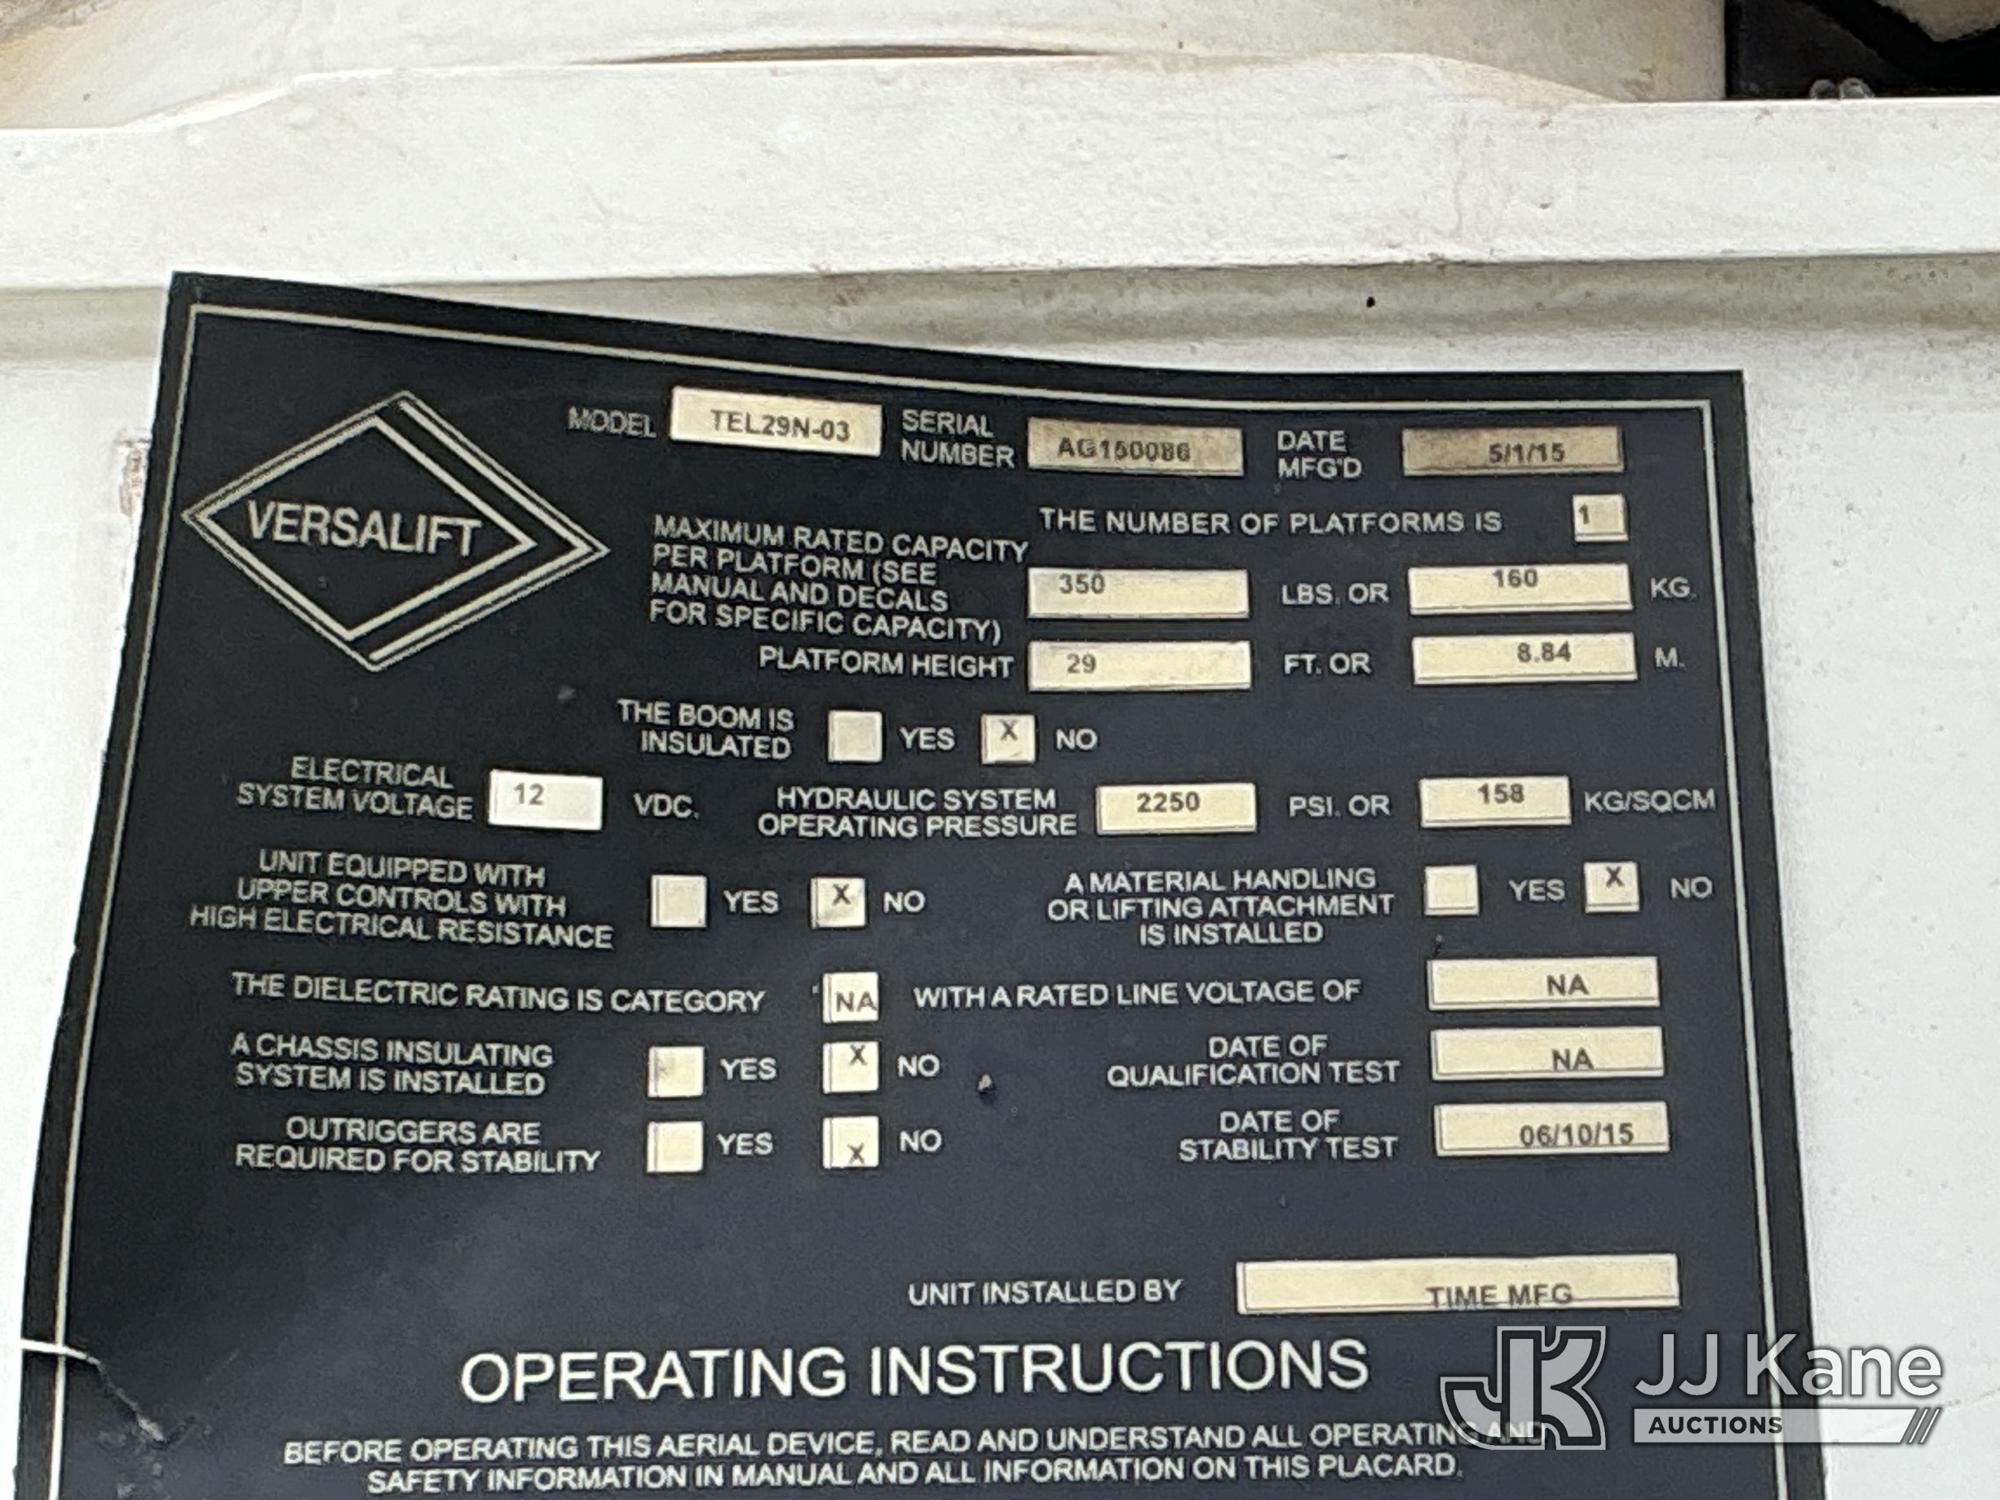 MODEL TEL29N-03 SERIAL NUMBER AG150086 DATE MFG'D 5/1/15
VERSALIFT
THE NUMBER OF PLATFORMS IS 1
MAXIMUM RATED CAPACITY
PER PLATFORM (SEE
MANUAL AND DECALS
FOR SPECIFIC CAPACITY) 350 LBS. OR 160 KG.
PLATFORM HEIGHT 29 FT. OR 8.84 M.
THE BOOM IS
INSULATED YES X NO
ELECTRICAL
SYSTEM VOLTAGE 12 VDC.
HYDRAULIC SYSTEM
OPERATING PRESSURE 2250 PSI. OR 158 KG/SQCM
UNIT EQUIPPED WITH
UPPER CONTROLS WITH
HIGH ELECTRICAL RESISTANCE YES X NO
A MATERIAL HANDLING
OR LIFTING ATTACHMENT
IS INSTALLED YES X NO
THE DIELECTRIC RATING IS CATEGORY NA WITH A RATED LINE VOLTAGE OF NA
A CHASSIS INSULATING
SYSTEM IS INSTALLED YES X NO
DATE OF
QUALIFICATION TEST NA
OUTRIGGERS ARE
REQUIRED FOR STABILITY YES X NO
DATE OF
STABILITY TEST 06/10/15
UNIT INSTALLED BY TIME MFG
OPERATING INSTRUCTIONS
BEFORE OPERATING THIS AERIAL DEVICE, READ AND UNDERSTAND ALL OPERATING AND
SAFETY INFORMATION IN MANUAL AND ALL INFORMATION ON THIS PLACARD.
JK JJ Kane
AUCTIONS